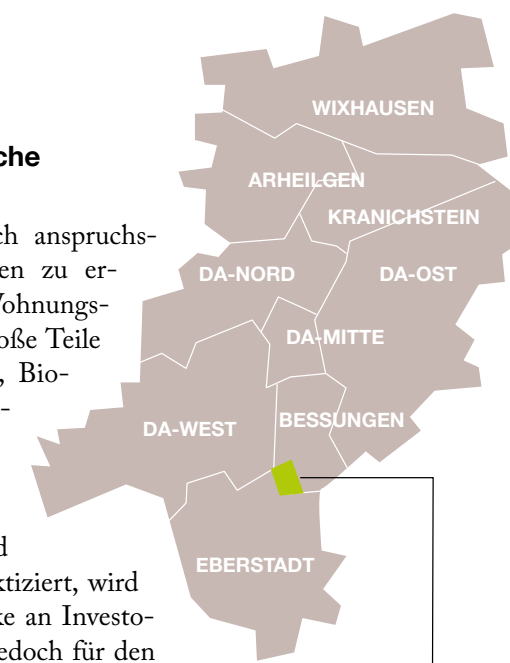 che
ch anspruchs-
en zu er-
Wohnungs-
oße Teile
, Bio-
-
d
ktiziert, wird
ke an Investo-
edoch für den
WIXHAUSEN
ARHEILGEN
KRANICHSTEIN
DA-NORD
DA-OST
DA-MITTE
DA-WEST
BESSUNGEN
EBERSTADT